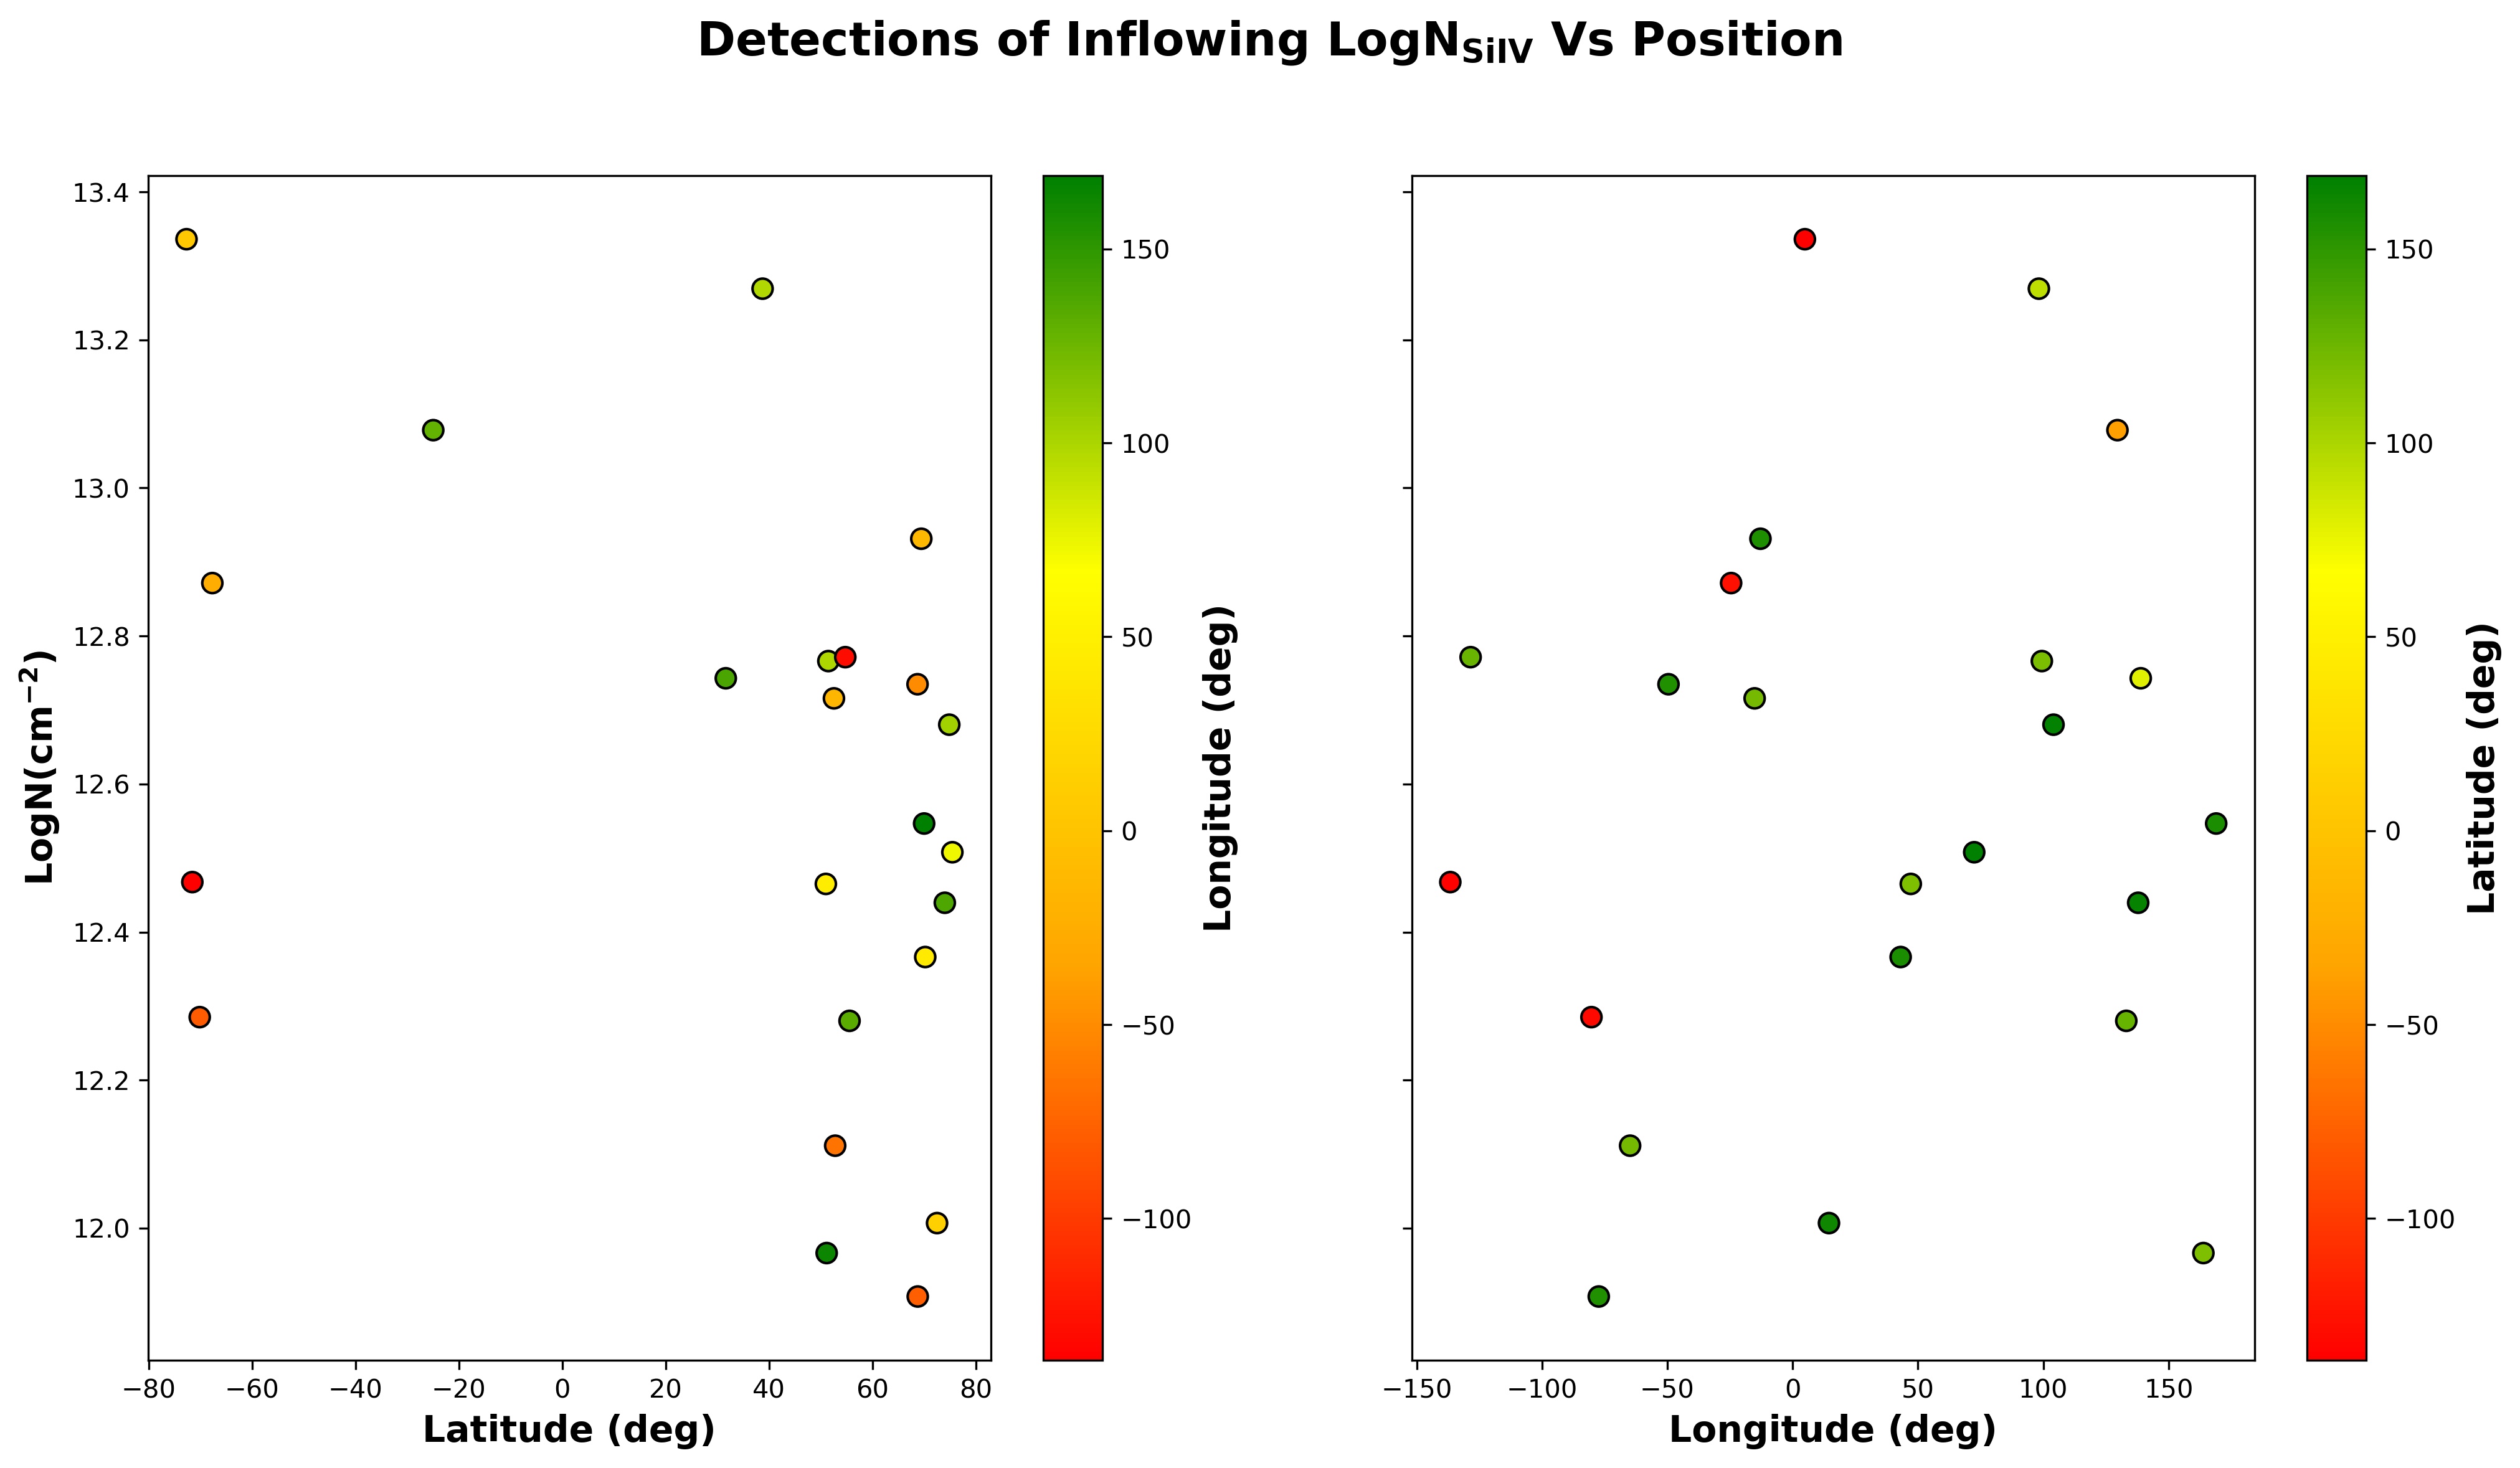 Detections of Inflowing LogN_SiIV Vs Position
13.4
13.2
13.0
12.8
12.6
12.4
12.2
12.0
LogN(cm⁻²)
−80 −60 −40 −20 0 20 40 60 80
Latitude (deg)
150
100
50
0
−50
−100
Longitude (deg)
−150 −100 −50 0 50 100 150
Longitude (deg)
150
100
50
0
−50
−100
Latitude (deg)